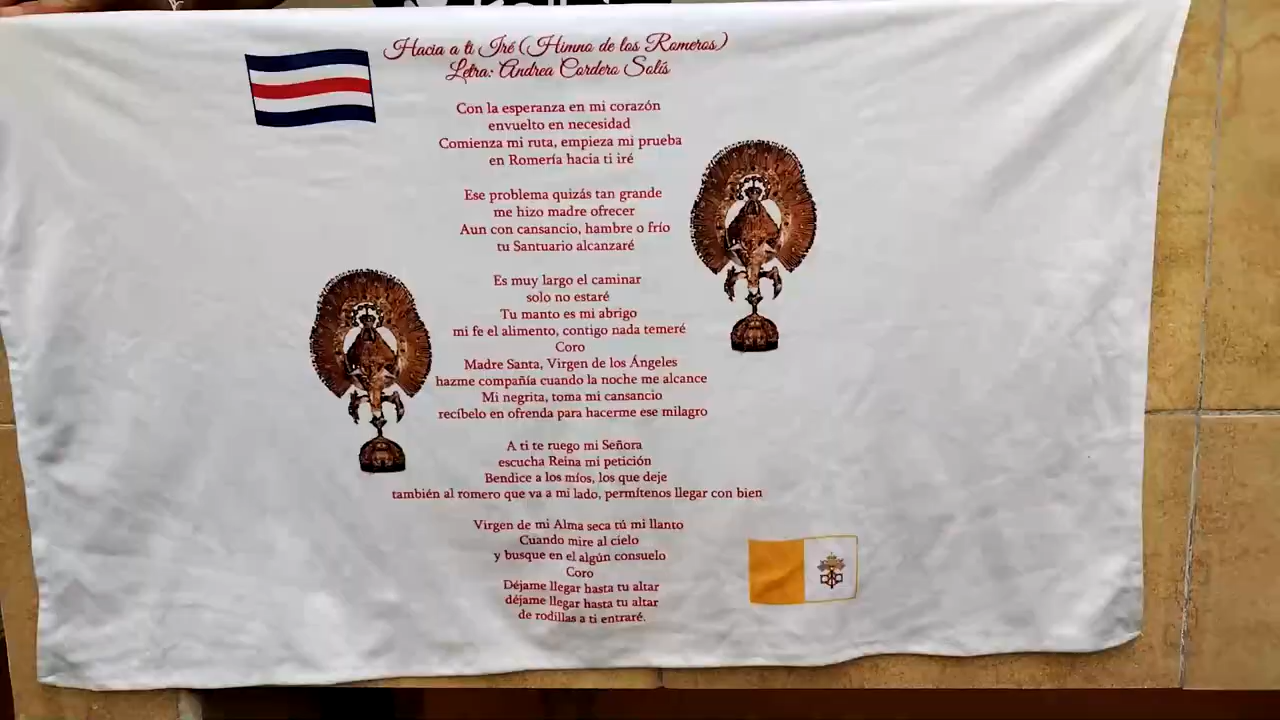 Hacia a ti Iré (Himno de los Romeros)
Letra: Andrea Cordero Solís
Con la esperanza en mi corazón
envuelto en necesidad
Comienza mi ruta, empieza mi prueba
en Romería hacia ti iré
Ese problema quizás tan grande
me hizo madre ofrecer
Aun con cansancio, hambre o frío
tu Santuario alcanzaré
Es muy largo el caminar
solo no estaré
Tu manto es mi abrigo
mi fe el alimento, contigo nada temeré
Coro
Madre Santa, Virgen de los Ángeles
hazme compañía cuando la noche me alcance
Mi negrita, toma mi cansancio
recíbelo en ofrenda para hacerme ese milagro
A ti te ruego mi Señora
escucha Reina mi petición
Bendice a los míos, los que deje
también al romero que va a mi lado, permítenos llegar con bien
Virgen de mi Alma seca tú mi llanto
Cuando mire al cielo
y busque en el algún consuelo
Coro
Déjame llegar hasta tu altar
déjame llegar hasta tu altar
de rodillas a ti entraré.